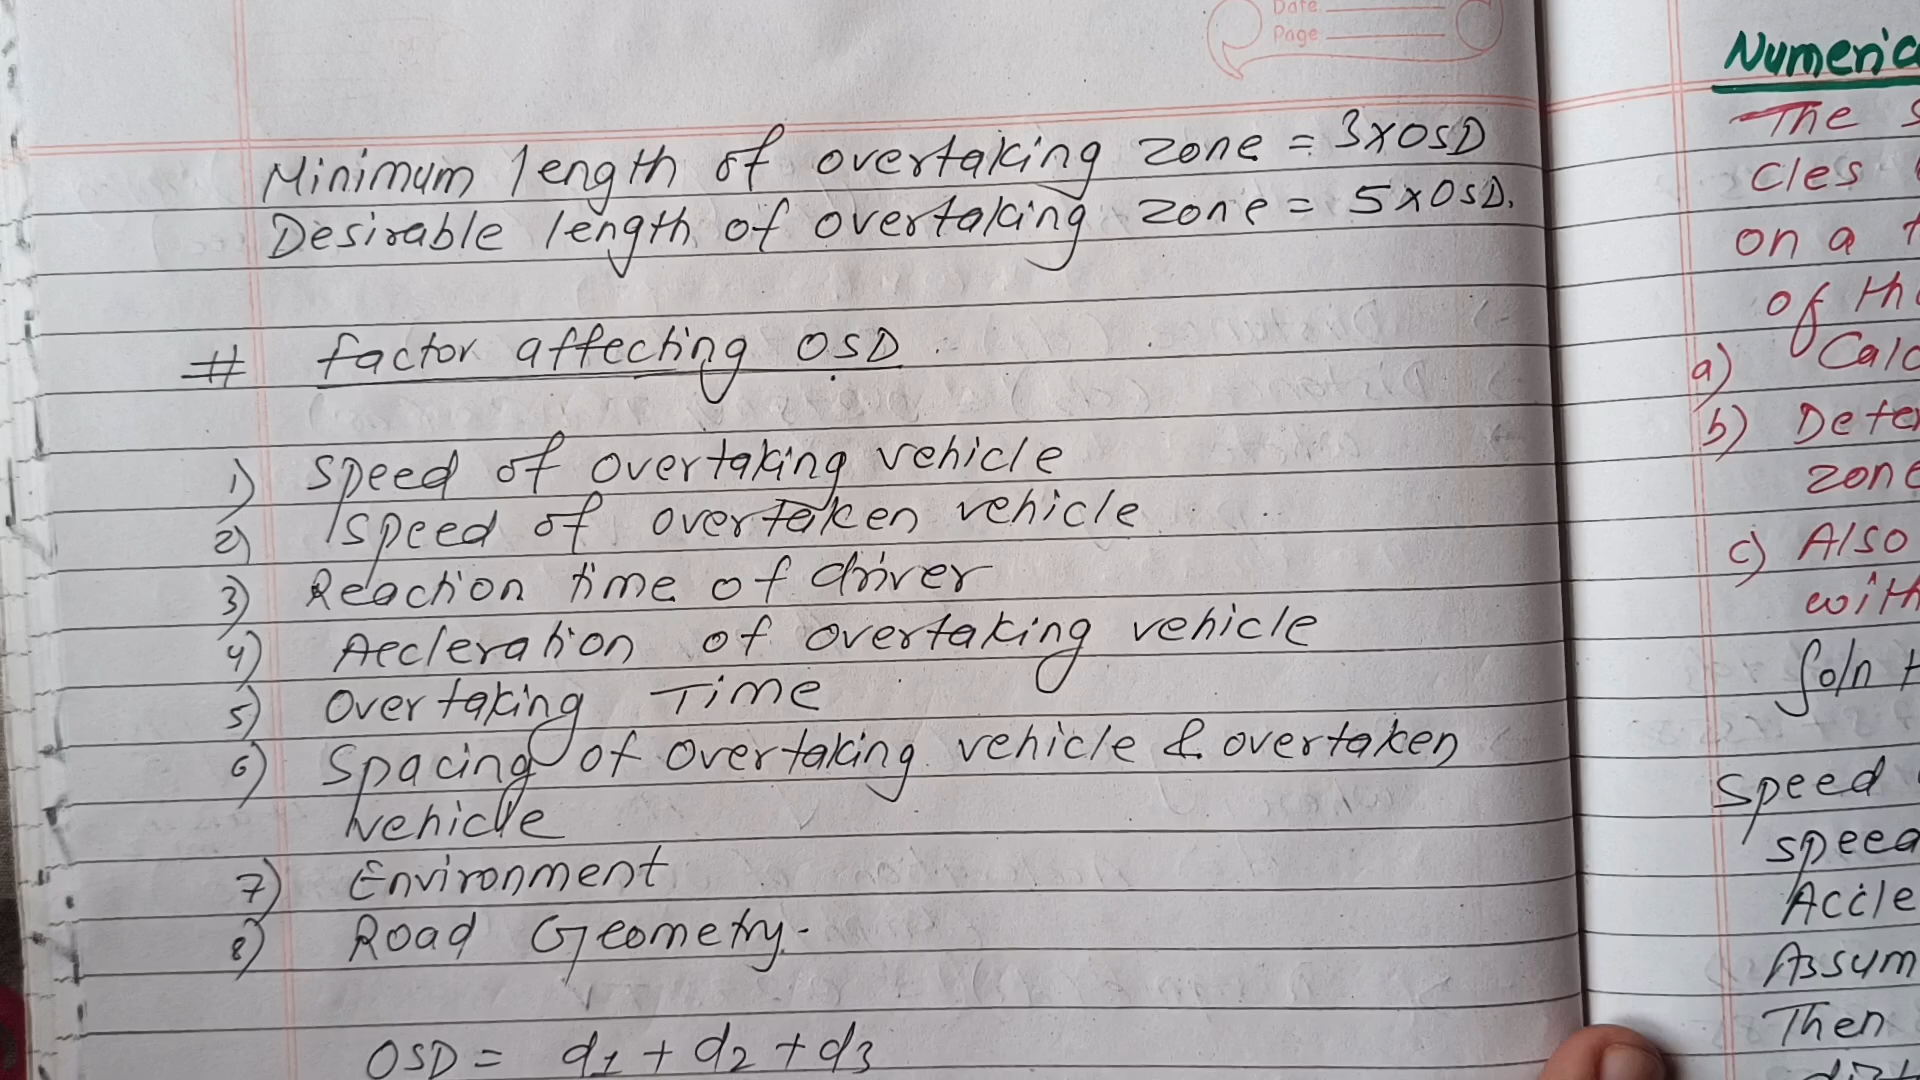 Date
Page
Minimum length of overtaking zone = 3xOSD
Desirable length of overtaking zone = 5xOSD.
# factor affecting OSD
1) Speed of overtaking vehicle
2) Speed of overtaken vehicle
3) Reaction time of driver
4) Aecleration of overtaking vehicle
5) Overtaking Time
6) Spacing of overtaking vehicle & overtaken
vehicle
7) Environment
8) Road Geometry.
OSD = d1 + d2 + d3
Numeric
The s
cles
on a t
of th
a) Calc
b) Deter
zone
c) Also
with
Soln H
Speed
speed
Accle
Assum
Then